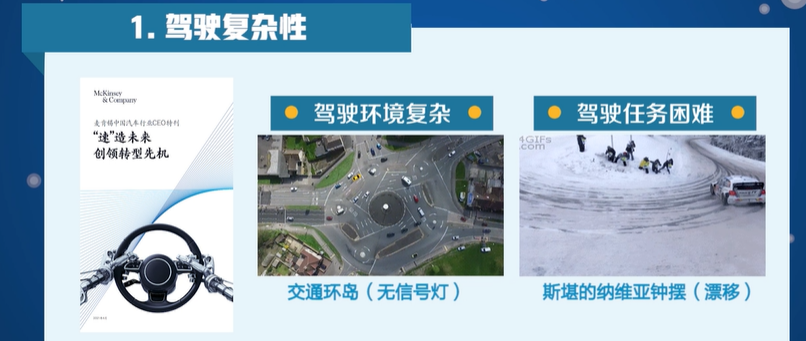 1. 驾驶复杂性
McKinsey
& Company
麦肯锡中国汽车行业CEO特刊
“速”造未来
创领转型先机
驾驶环境复杂
驾驶任务困难
4GIFs
.com
交通环岛（无信号灯）
斯堪的纳维亚钟摆（漂移）